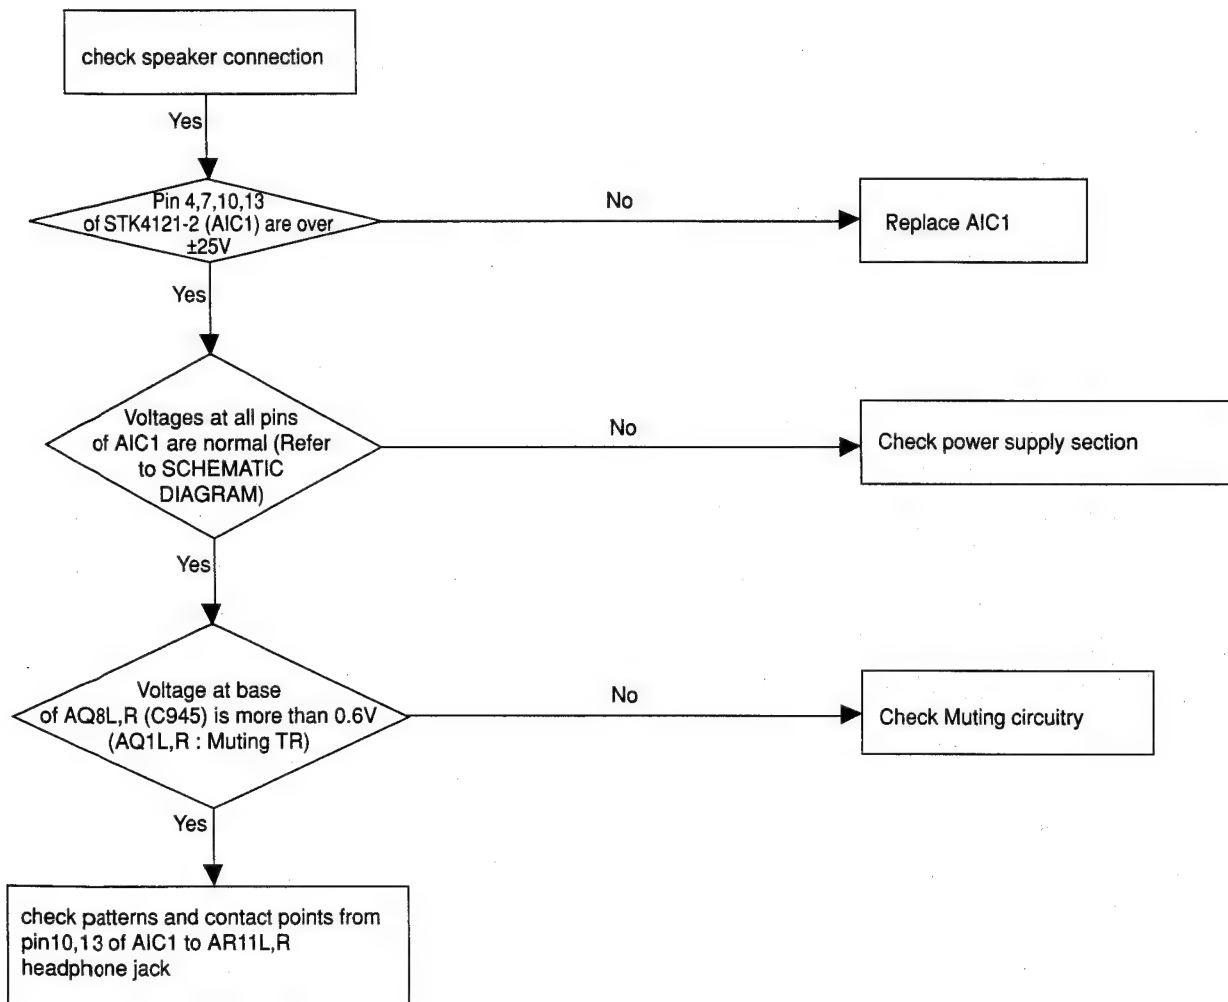 check speaker connection
Yes
Pin 4,7,10,13
of STK4121-2 (AIC1) are over
±25V
No
Replace AIC1
Yes
Voltages at all pins
of AIC1 are normal (Refer
to SCHEMATIC
DIAGRAM)
No
Check power supply section
Yes
Voltage at base
of AQ8L,R (C945) is more than 0.6V
(AQ1L,R : Muting TR)
No
Check Muting circuitry
Yes
check patterns and contact points from
pin10,13 of AIC1 to AR11L,R
headphone jack